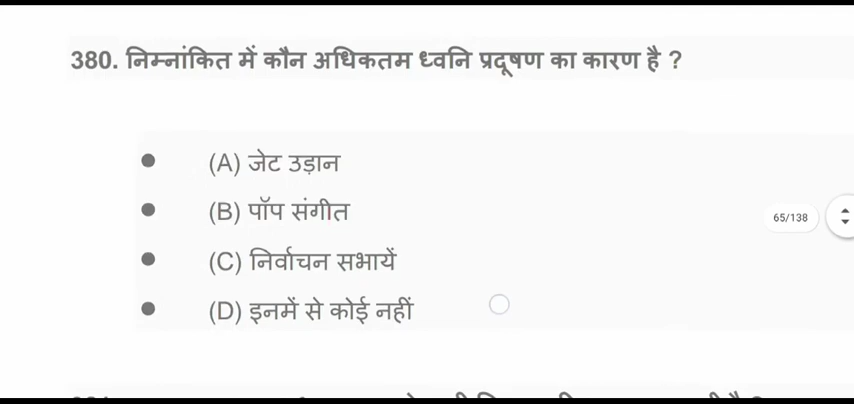 380. निम्नांकित में कौन अधिकतम ध्वनि प्रदूषण का कारण है ?
(A) जेट उड़ान
(B) पॉप संगीत
65/138
(C) निर्वाचन सभायें
(D) इनमें से कोई नहीं